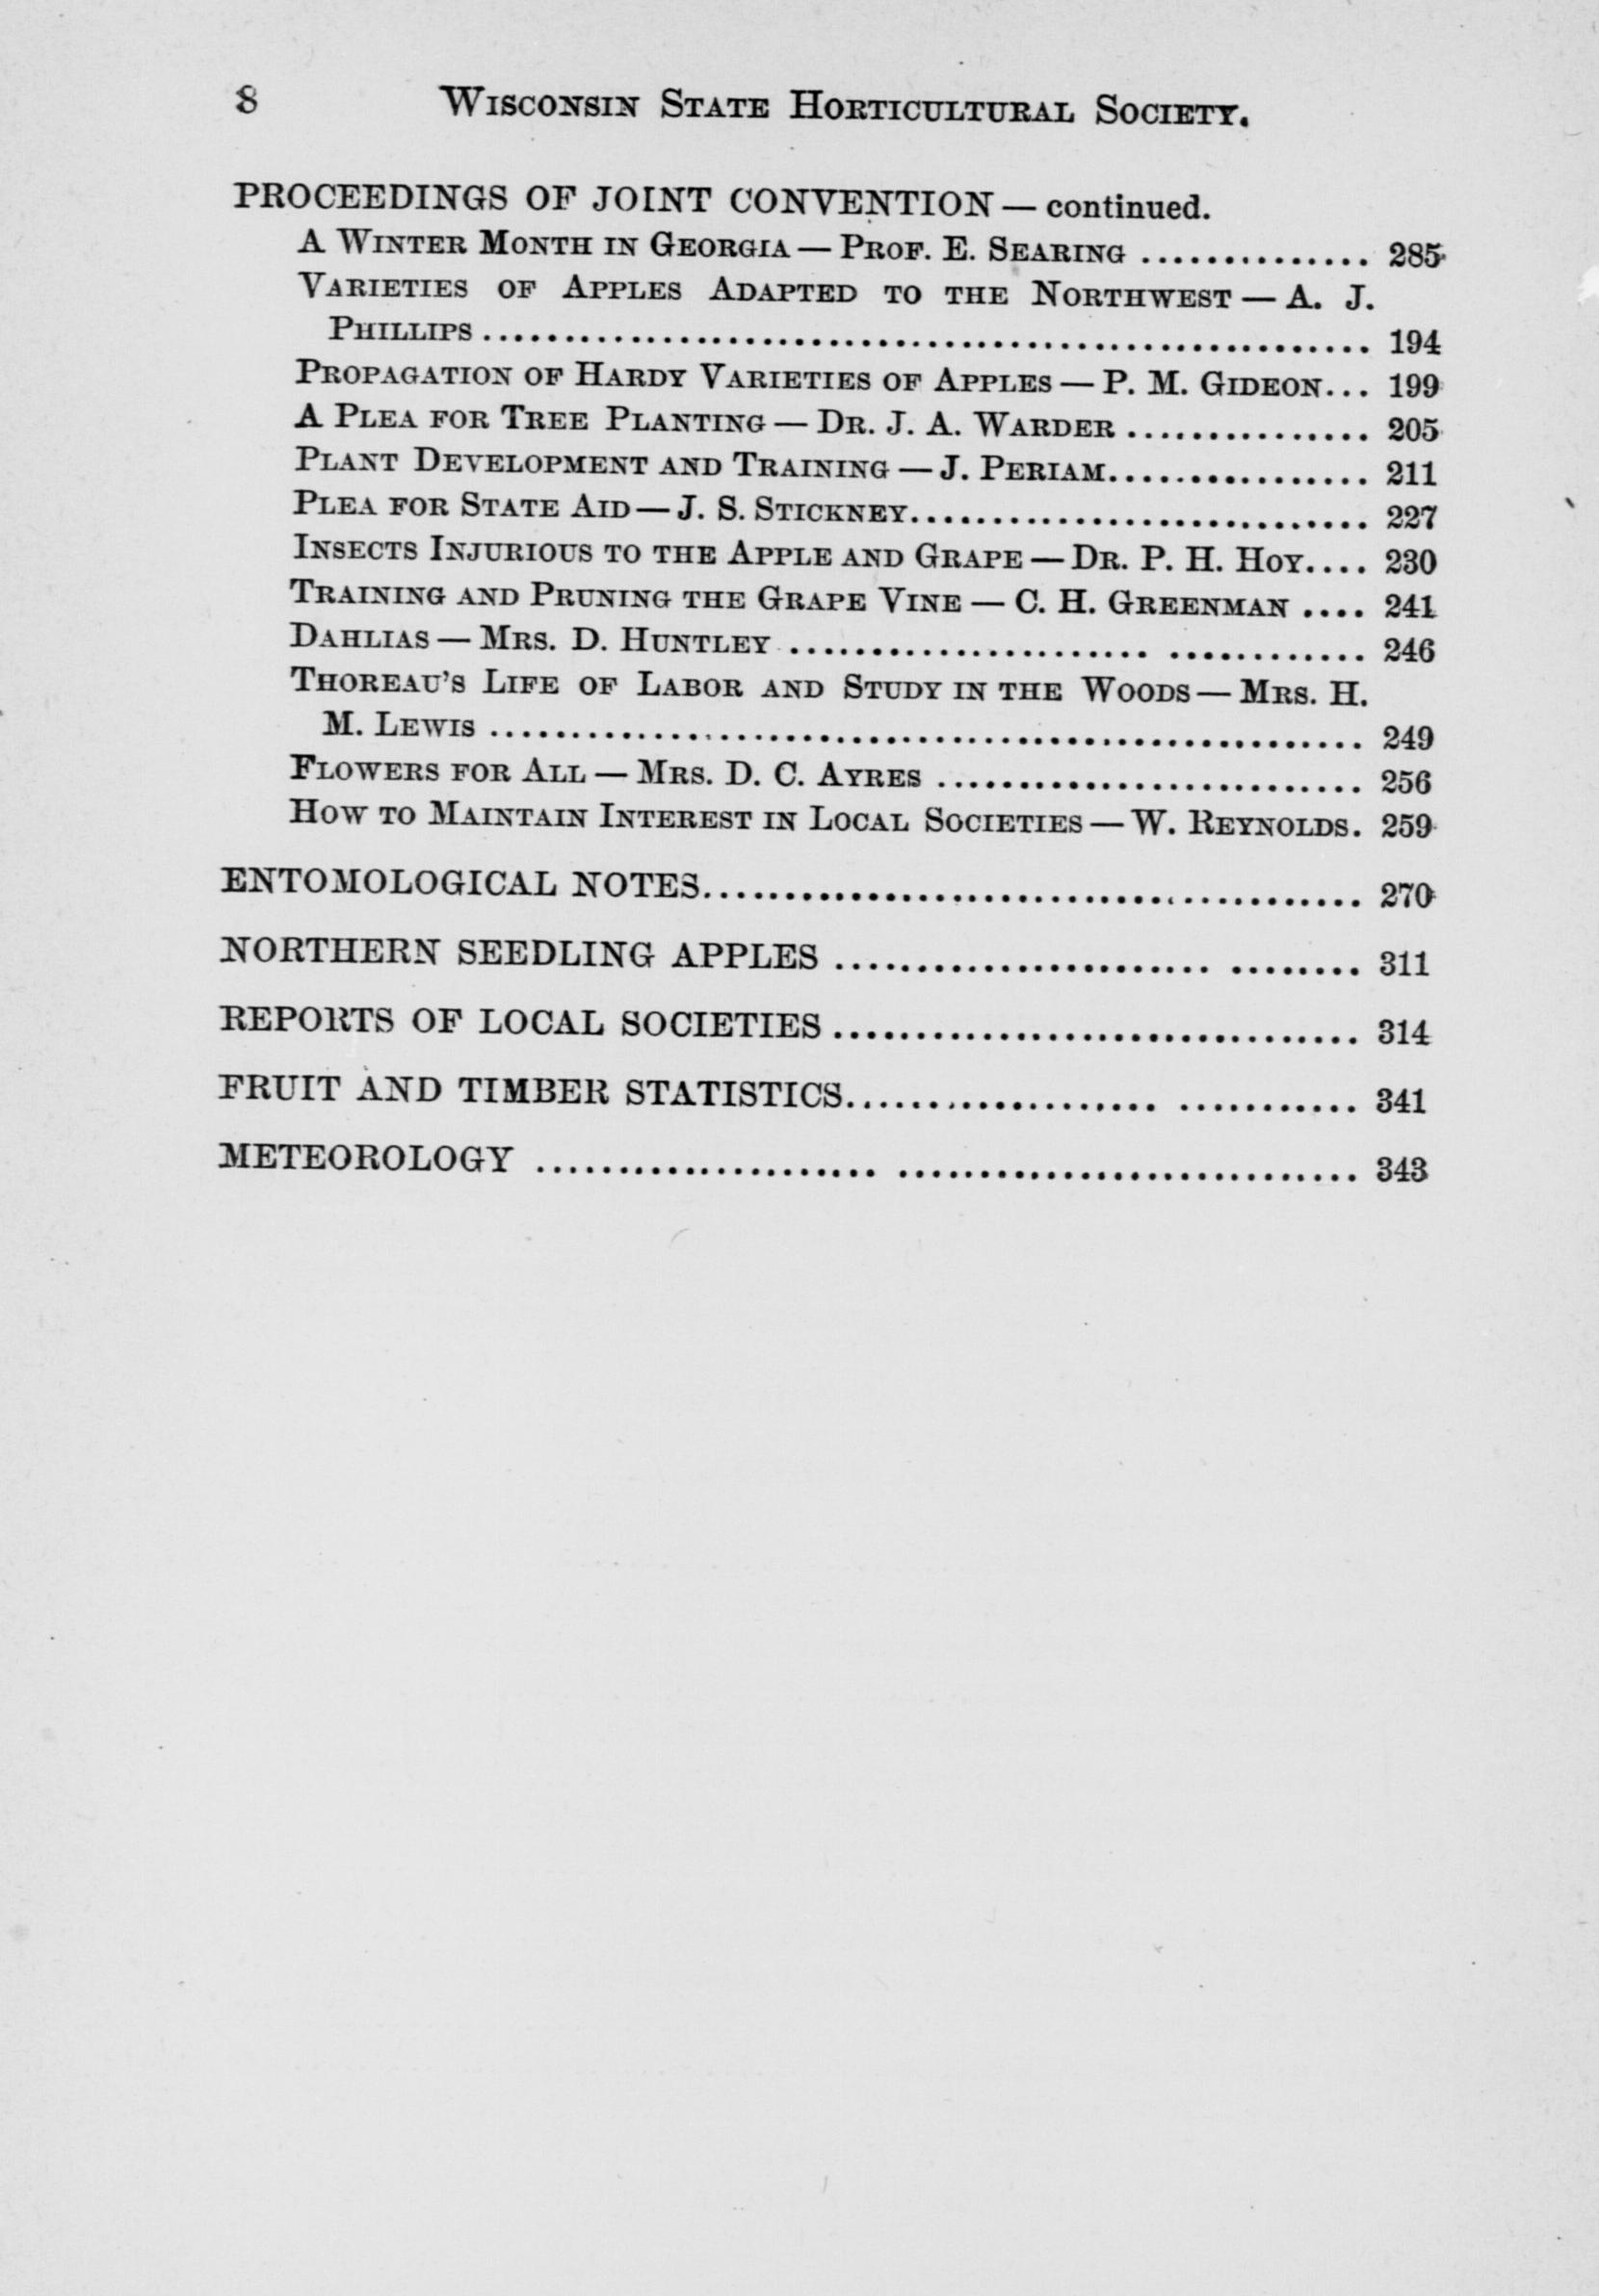 8 WISCONSIN STATE HORTICULTURAL SOCIETY.
PROCEEDINGS OF JOINT CONVENTION — continued.
A WINTER MONTH IN GEORGIA — PROF. E. SEARING .............. 285
VARIETIES OF APPLES ADAPTED TO THE NORTHWEST — A. J.
PHILLIPS ...................................................... 194
PROPAGATION OF HARDY VARIETIES OF APPLES — P. M. GIDEON... 199
A PLEA FOR TREE PLANTING — DR. J. A. WARDER ............... 205
PLANT DEVELOPMENT AND TRAINING — J. PERIAM................ 211
PLEA FOR STATE AID — J. S. STICKNEY............................ 227
INSECTS INJURIOUS TO THE APPLE AND GRAPE — DR. P. H. HOY.... 230
TRAINING AND PRUNING THE GRAPE VINE — C. H. GREENMAN .... 241
DAHLIAS — MRS. D. HUNTLEY ...................... ............ 246
THOREAU'S LIFE OF LABOR AND STUDY IN THE WOODS — MRS. H.
M. LEWIS ..................................................... 249
FLOWERS FOR ALL — MRS. D. C. AYRES .......................... 256
HOW TO MAINTAIN INTEREST IN LOCAL SOCIETIES — W. REYNOLDS. 259
ENTOMOLOGICAL NOTES........................................ 270
NORTHERN SEEDLING APPLES ....................... ........ 311
REPORTS OF LOCAL SOCIETIES ................................ 314
FRUIT AND TIMBER STATISTICS................... ........... 341
METEOROLOGY ..................... ............................ 343